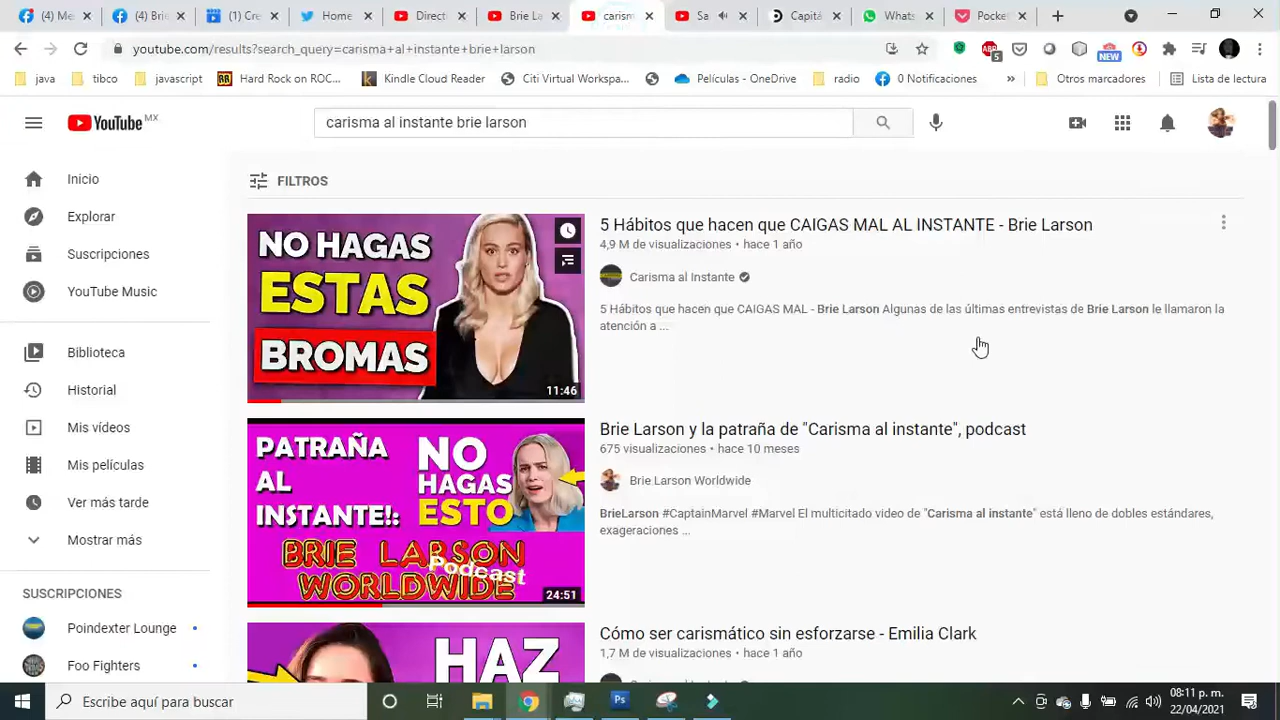 (4) Me
(4) Bri
(1) Cre
Home
Direct
Brie La
carism
Sa
Capitá
Whats
Pocke
youtube.com/results?search_query=carisma+al+instante+brie+larson
ABP
5
NEW
java
tibco
javascript
Hard Rock on ROC...
Kindle Cloud Reader
Citi Virtual Workspa...
Películas - OneDrive
radio
0 Notificaciones
»
Otros marcadores
Lista de lectura
YouTube MX
carisma al instante brie larson
Inicio
Explorar
Suscripciones
YouTube Music
Biblioteca
Historial
Mis vídeos
Mis películas
Ver más tarde
Mostrar más
SUSCRIPCIONES
Poindexter Lounge
Foo Fighters
FILTROS
NO HAGAS
ESTAS
BROMAS
11:46
5 Hábitos que hacen que CAIGAS MAL AL INSTANTE - Brie Larson
4,9 M de visualizaciones • hace 1 año
Carisma al Instante
5 Hábitos que hacen que CAIGAS MAL - Brie Larson Algunas de las últimas entrevistas de Brie Larson le llamaron la
atención a ...
PATRAÑA
AL
INSTANTE!:
NO
HAGAS
ESTO
BRIE LARSON
WORLDWIDE
Podcast
24:51
Brie Larson y la patraña de "Carisma al instante", podcast
675 visualizaciones • hace 10 meses
Brie.Larson Worldwide
BrieLarson #CaptainMarvel #Marvel El multicitado video de "Carisma al instante" está lleno de dobles estándares,
exageraciones ...
HAZ
Cómo ser carismático sin esforzarse - Emilia Clark
1,7 M de visualizaciones • hace 1 año
Escribe aquí para buscar
Ps
08:11 p. m.
22/04/2021